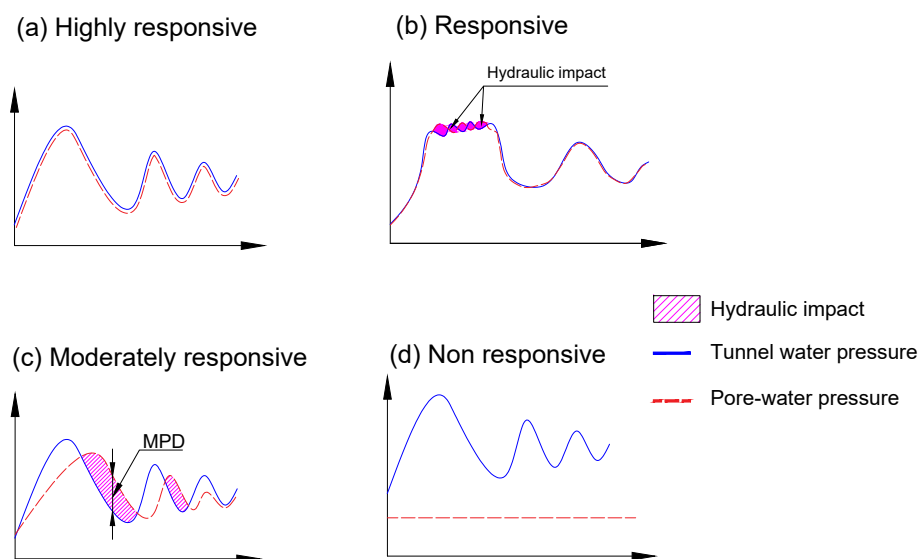 (a) Highly responsive
(b) Responsive
Hydraulic impact
Hydraulic impact
Tunnel water pressure
Pore-water pressure
(c) Moderately responsive
MPD
(d) Non responsive